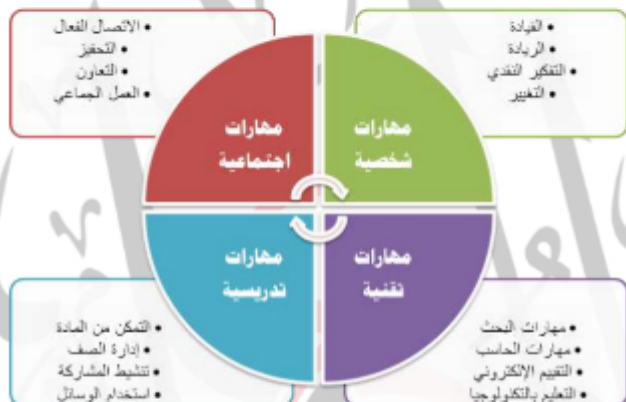 • القيادة
• الريادة
• التفكير النقدي
• التغيير
• الاتصال الفعال
• التحفيز
• التعاون
• العمل الجماعي
مهارات
شخصية
مهارات
اجتماعية
مهارات
تقنية
مهارات
تدريسية
• مهارات البحث
• مهارات الحاسب
• التقييم الإلكتروني
• التعليم بالتكنولوجيا
• التمكن من المادة
• إدارة الصف
• تنشيط المشاركة
• استخدام الوسائل